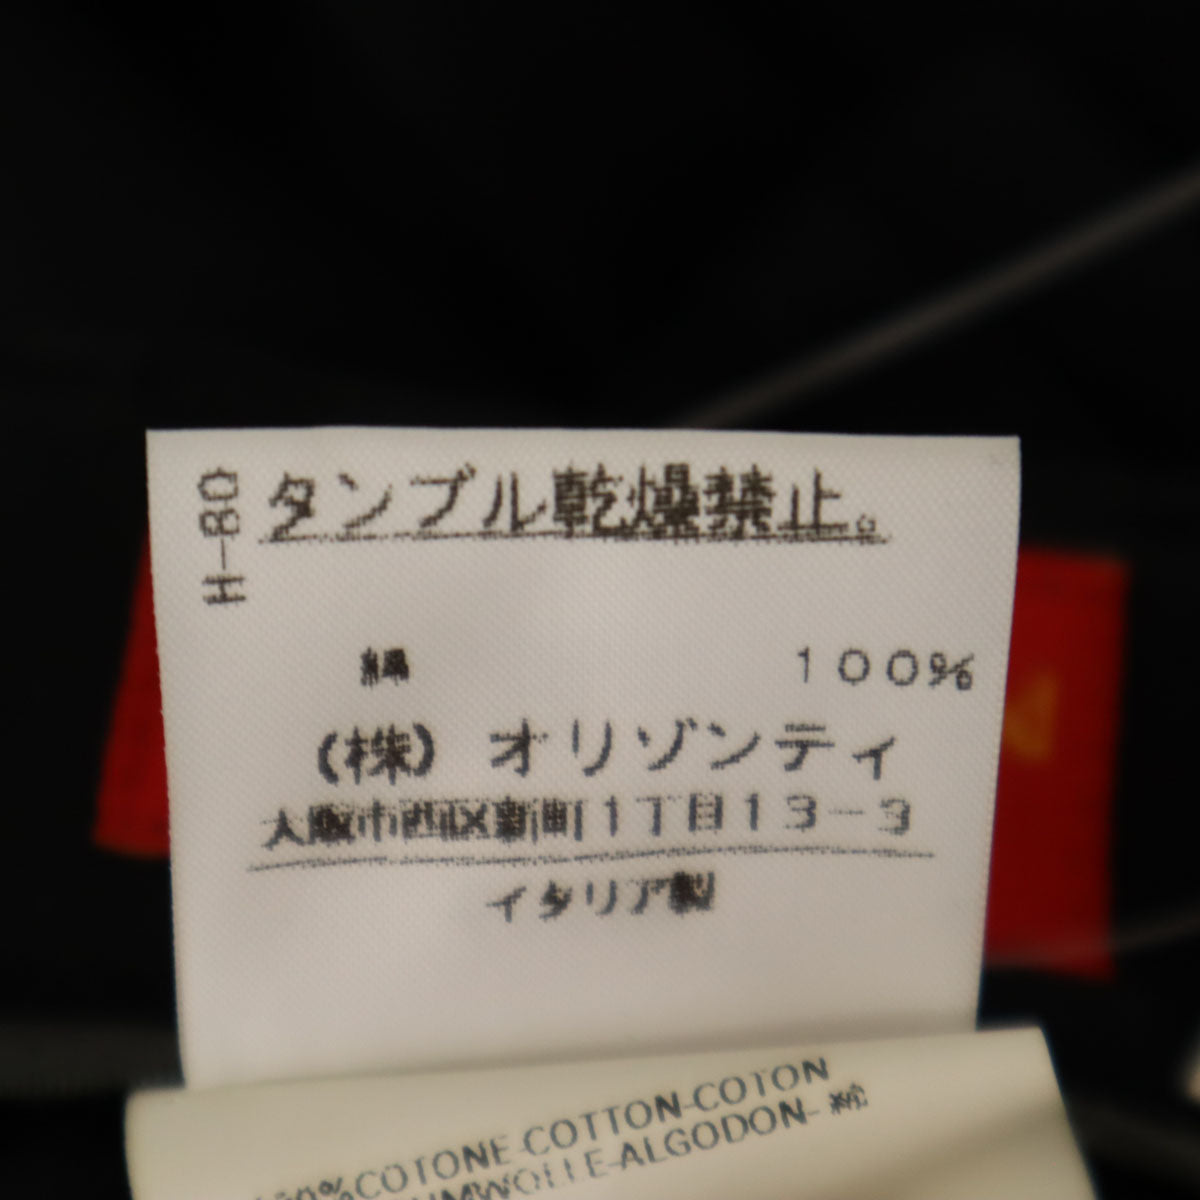 H-80
タンブル乾燥禁止。
綿 100%
(株) オリゾンティ
大阪市西区新町1丁目13-3
イタリア製
%COTONE-COTTON-COTON
-ALGODON-